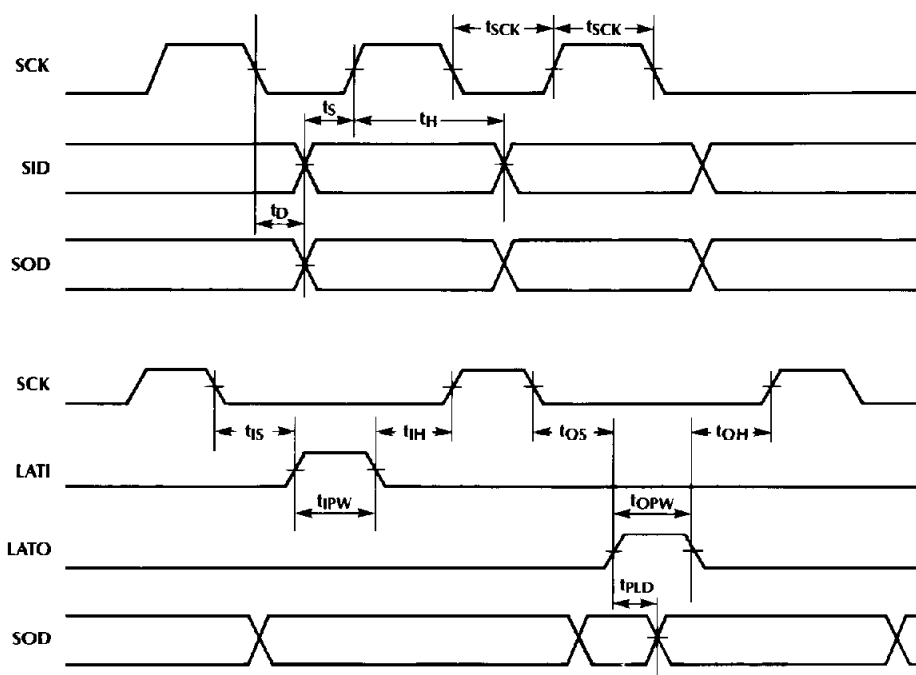 tSCK tSCK
SCK
tS tH
SID
tD
SOD
SCK
tIS tIH tOS tOH
LATI
tIPW tOPW
LATO
tPLD
SOD